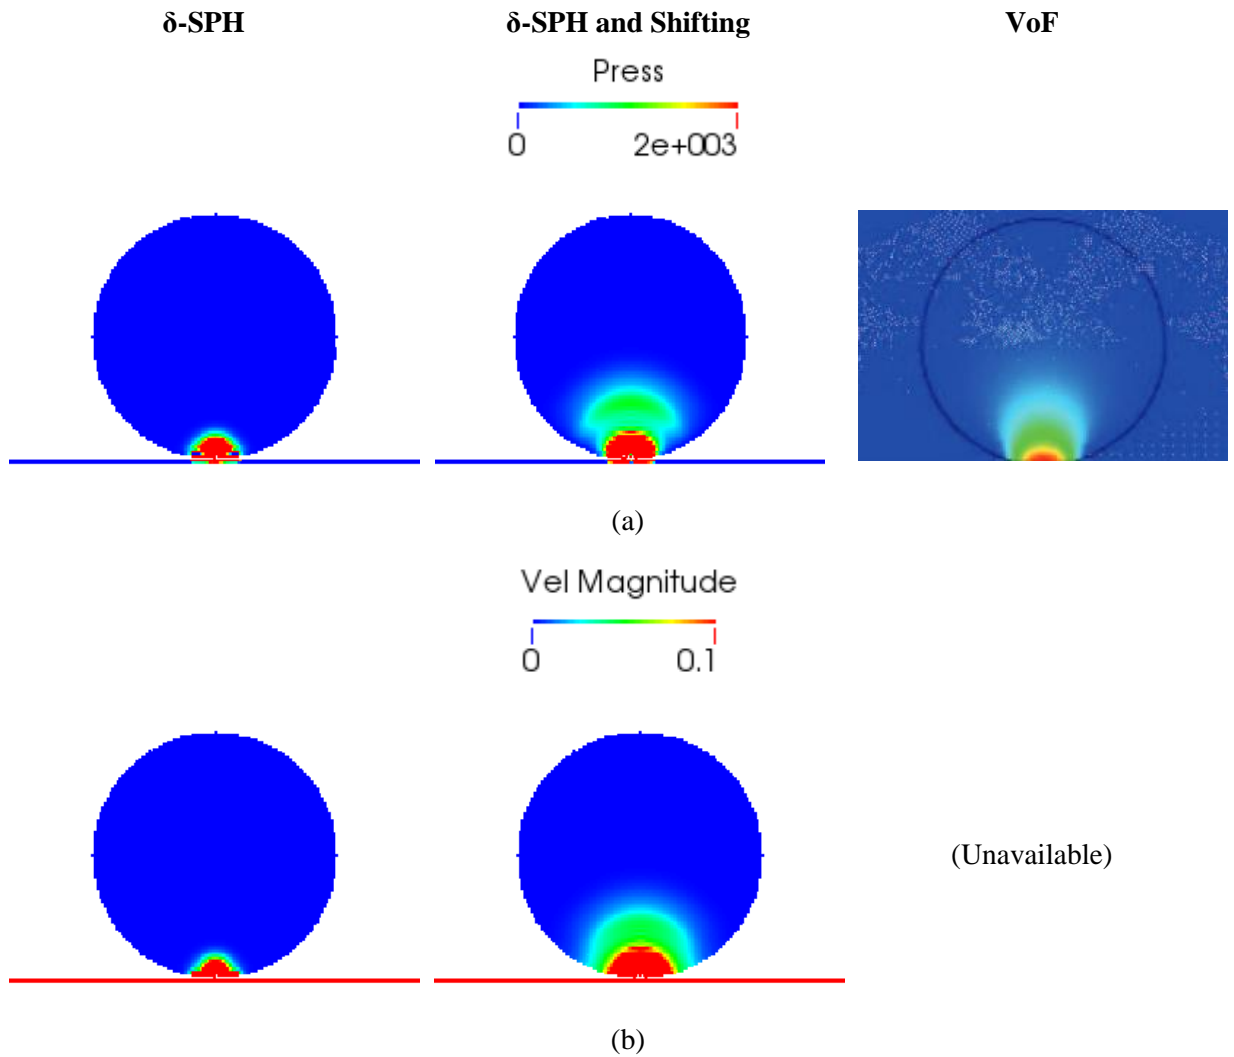 δ-SPH δ-SPH and Shifting VoF
Press
0 2e+003
(a)
Vel Magnitude
0 0.1
(Unavailable)
(b)